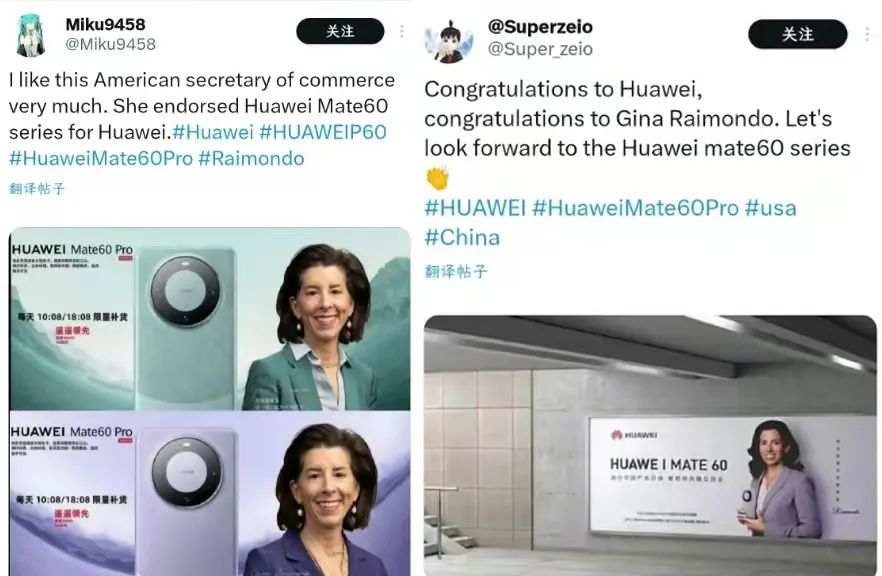 Miku9458
@Miku9458
关注
I like this American secretary of commerce
very much. She endorsed Huawei Mate60
series for Huawei.#Huawei #HUAWEIP60
#HuaweiMate60Pro #Raimondo
翻译帖子
HUAWEI Mate60 Pro
每天 10:08/18:08 限量补货
遥遥领先
HUAWEI Mate60 Pro
每天 10:08/18:08 限量补货
遥遥领先
@Superzeio
@Super_zeio
关注
Congratulations to Huawei,
congratulations to Gina Raimondo. Let's
look forward to the Huawei mate60 series
👏
#HUAWEI #HuaweiMate60Pro #usa
#China
翻译帖子
HUAWEI
HUAWEI I MATE 60